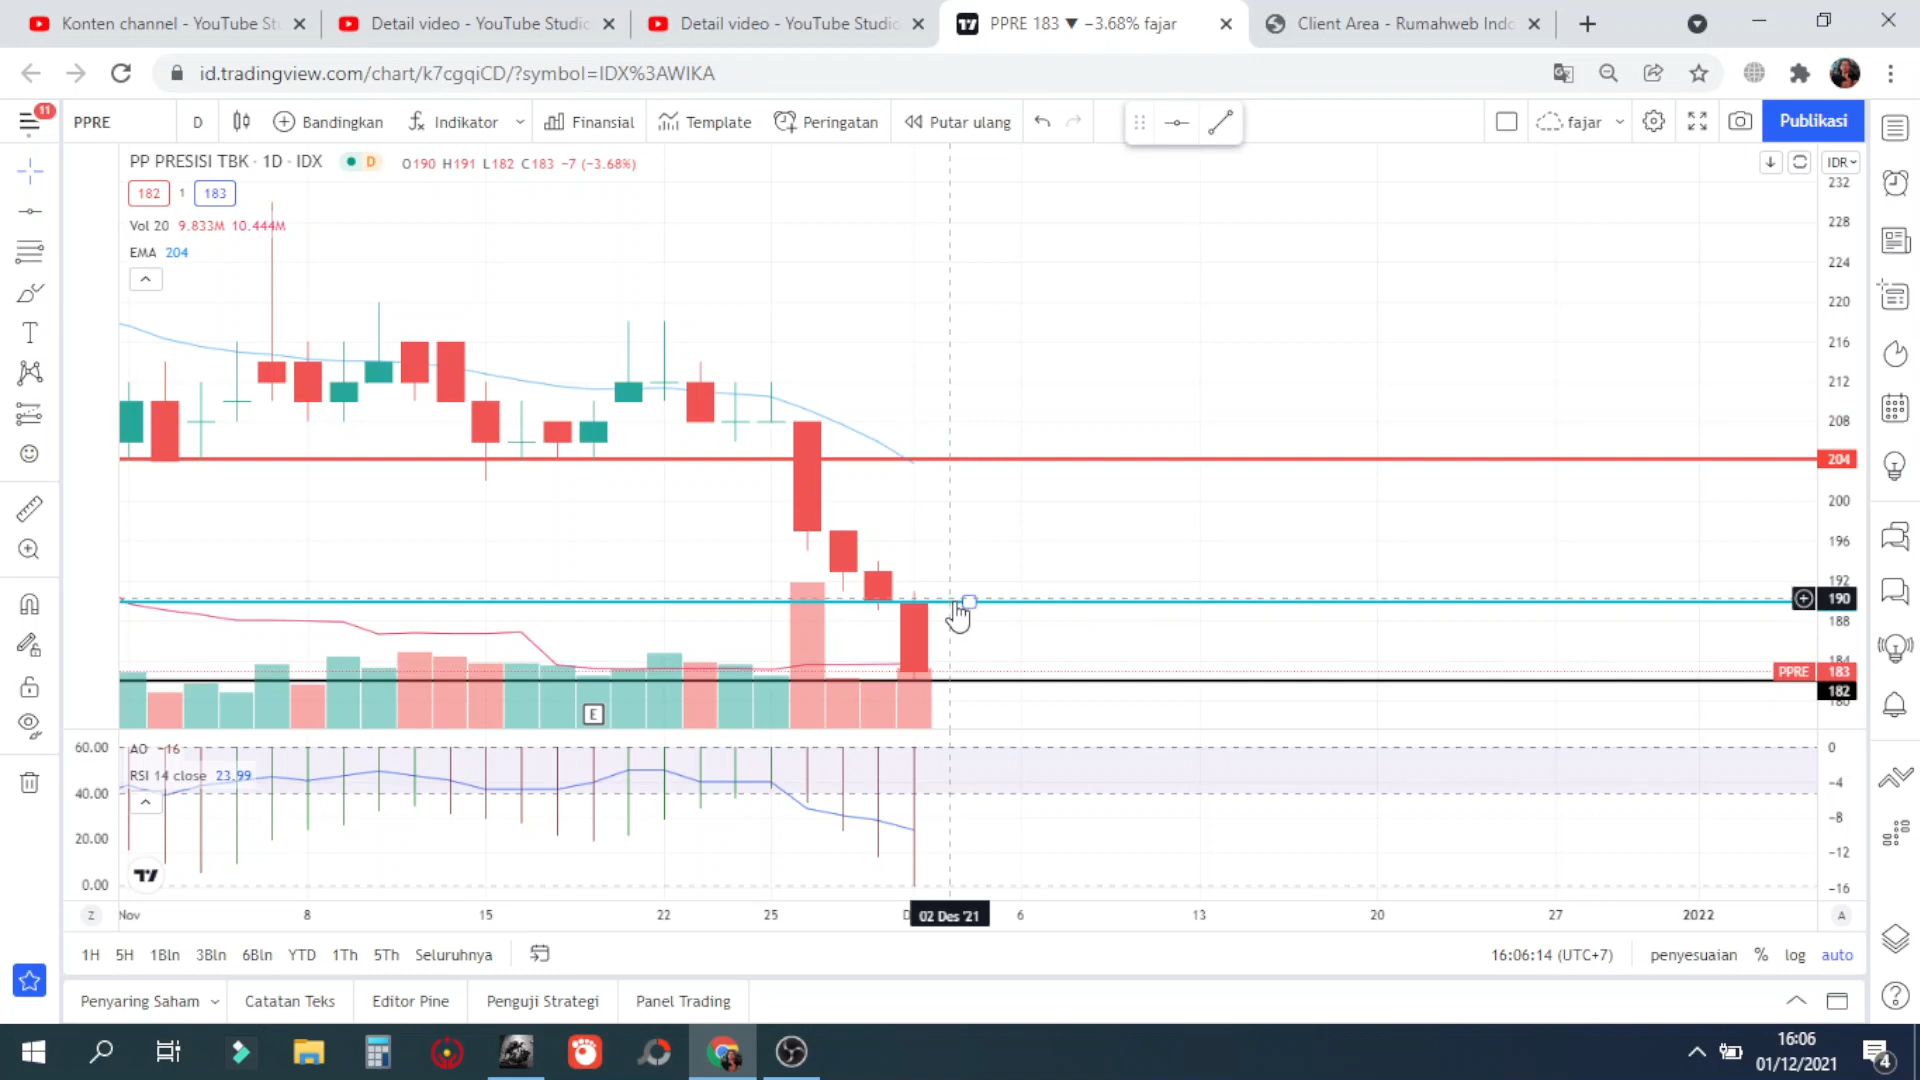 Konten channel - YouTube St
Detail video - YouTube Studio
Detail video - YouTube Studio
PPRE 183 ▼ −3.68% fajar
Client Area - Rumahweb Indo
id.tradingview.com/chart/k7cgqiCD/?symbol=IDX%3AWIKA
11
PPRE
D
Bandingkan
Indikator
Finansial
Template
Peringatan
Putar ulang
fajar
Publikasi
PP PRESISI TBK · 1D · IDX
D
O190 H191 L182 C183 −7 (−3.68%)
IDR
182 1 183
Vol 20 9.833M 10.444M
EMA 204
232
228
224
220
216
212
208
204
200
196
192
190
188
184
PPRE 183
182
180
E
AO −16
RSI 14 close 23.99
60.00
40.00
20.00
0.00
0
−4
−8
−12
−16
Z
Nov 8 15 22 25 D 02 Des '21 6 13 20 27 2022
A
1H 5H 1Bln 3Bln 6Bln YTD 1Th 5Th Seluruhnya
16:06:14 (UTC+7)
penyesuaian % log auto
Penyaring Saham
Catatan Teks
Editor Pine
Penguji Strategi
Panel Trading
16:06
01/12/2021
4